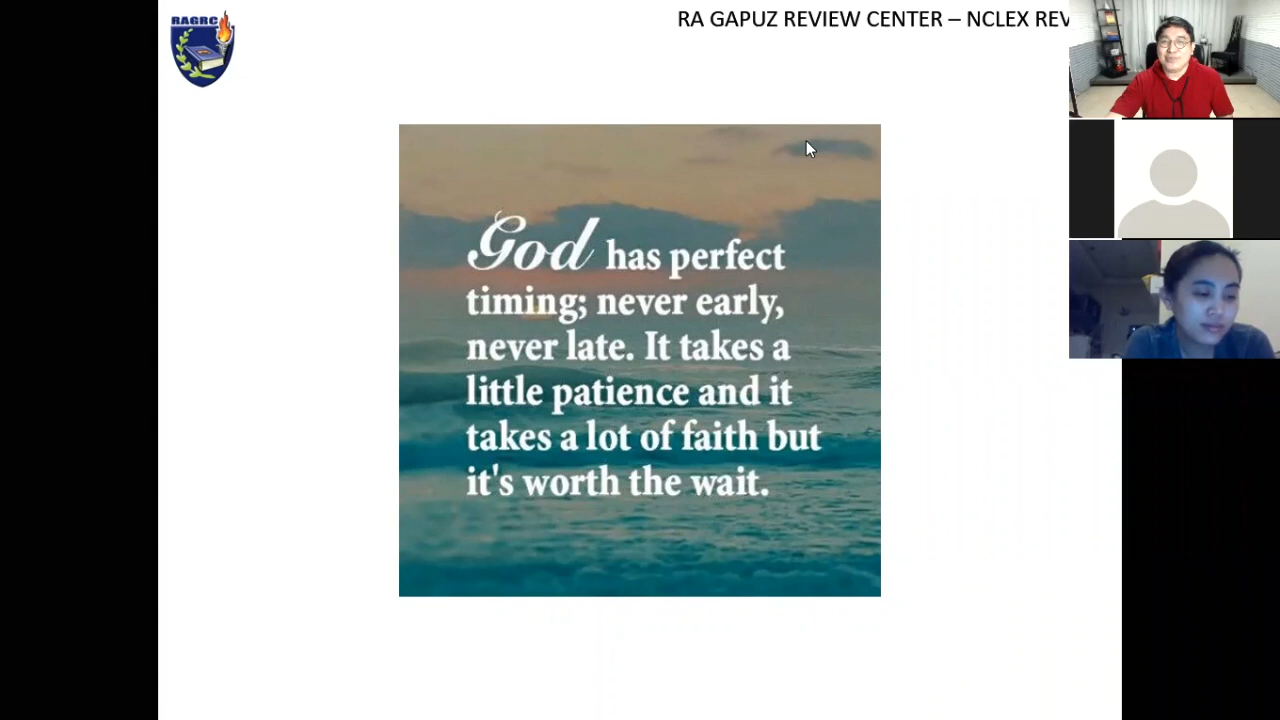 RAGRC
RA GAPUZ REVIEW CENTER – NCLEX REV
God has perfect
timing; never early,
never late. It takes a
little patience and it
takes a lot of faith but
it's worth the wait.